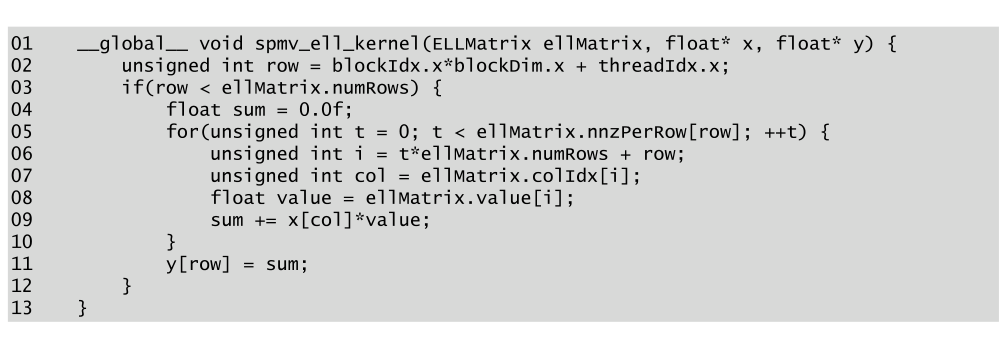 01 __global__ void spmv_ell_kernel(ELLMatrix ellMatrix, float* x, float* y) {
02 unsigned int row = blockIdx.x*blockDim.x + threadIdx.x;
03 if(row < ellMatrix.numRows) {
04 float sum = 0.0f;
05 for(unsigned int t = 0; t < ellMatrix.nnzPerRow[row]; ++t) {
06 unsigned int i = t*ellMatrix.numRows + row;
07 unsigned int col = ellMatrix.colIdx[i];
08 float value = ellMatrix.value[i];
09 sum += x[col]*value;
10 }
11 y[row] = sum;
12 }
13 }